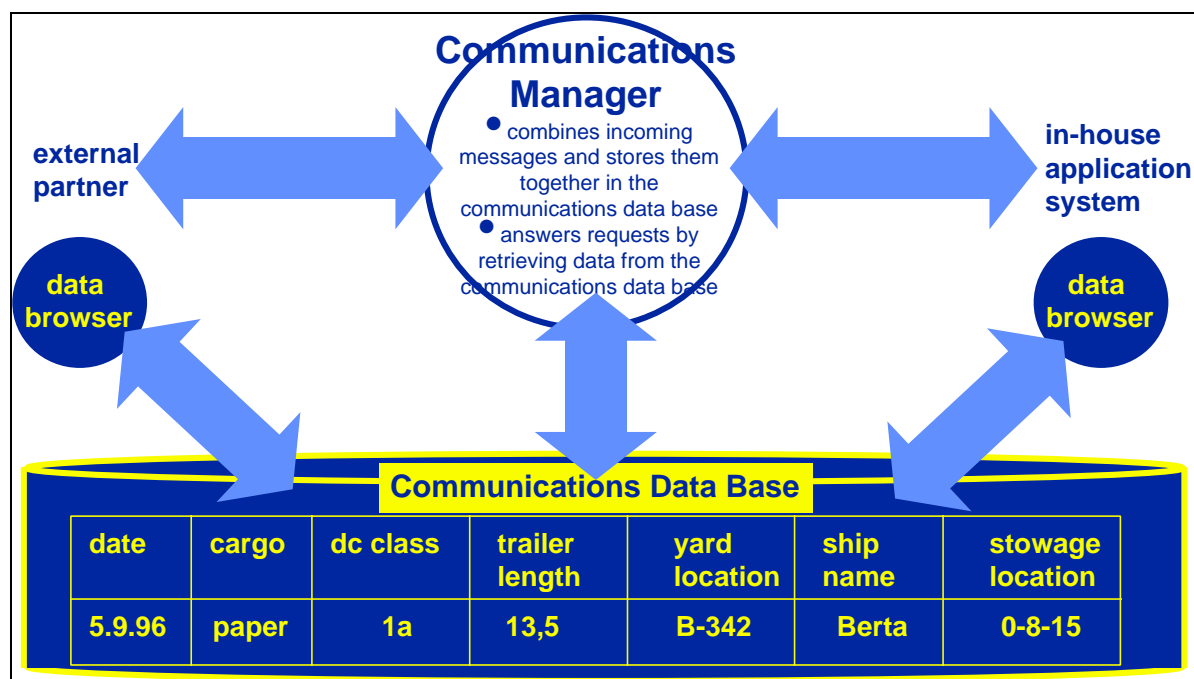 Communications
Manager
• combines incoming
messages and stores them
together in the
communications data base
• answers requests by
retrieving data from the
communications data base
external
partner
in-house
application
system
data
browser
data
browser
Communications Data Base
date cargo dc class trailer length yard location ship name stowage location
5.9.96 paper 1a 13,5 B-342 Berta 0-8-15